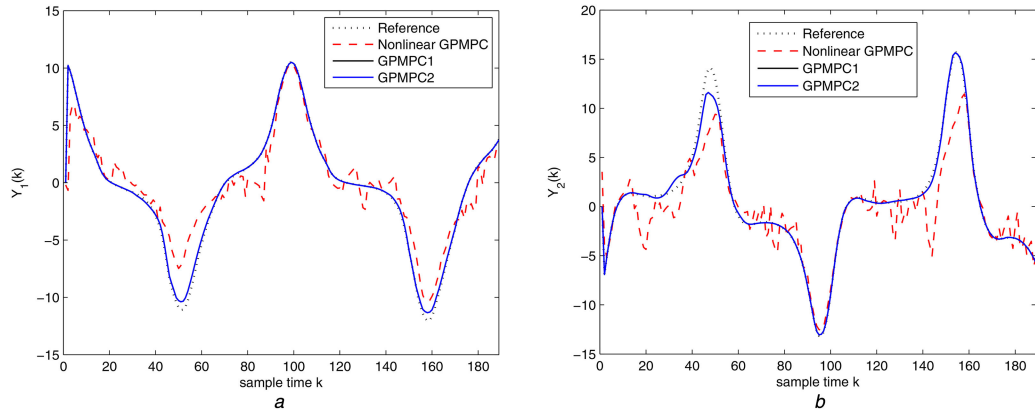 Reference
Nonlinear GPMPC
GPMPC1
GPMPC2
15
10
5
0
−5
−10
−15
Y1(k)
0 20 40 60 80 100 120 140 160 180
sample time k
a
Reference
Nonlinear GPMPC
GPMPC1
GPMPC2
20
15
10
5
0
−5
−10
−15
Y2(k)
0 20 40 60 80 100 120 140 160 180
sample time k
b